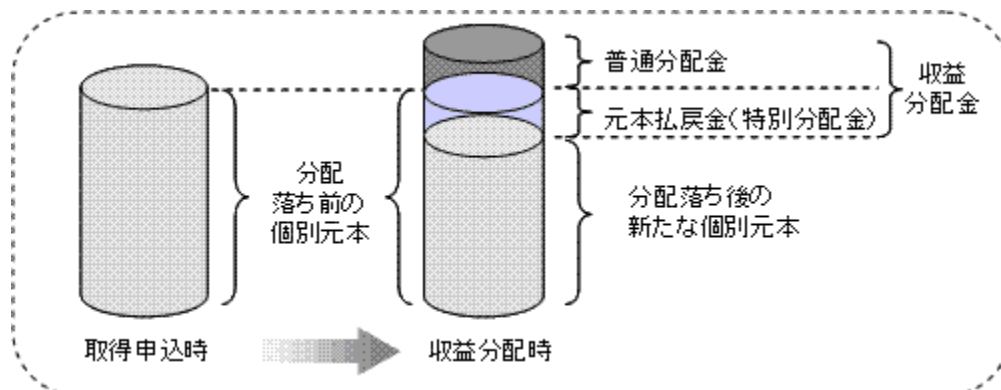 普通分配金
元本払戻金(特別分配金)
収益
分配金
分配
落ち前の
個別元本
分配落ち後の
新たな個別元本
取得申込時
収益分配時